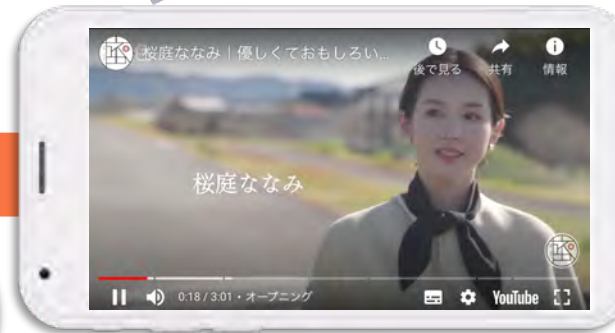 桜庭ななみ｜優しくておもしろい...
後で見る
共有
情報
桜庭ななみ
0:18 / 3:01・オープニング
YouTube